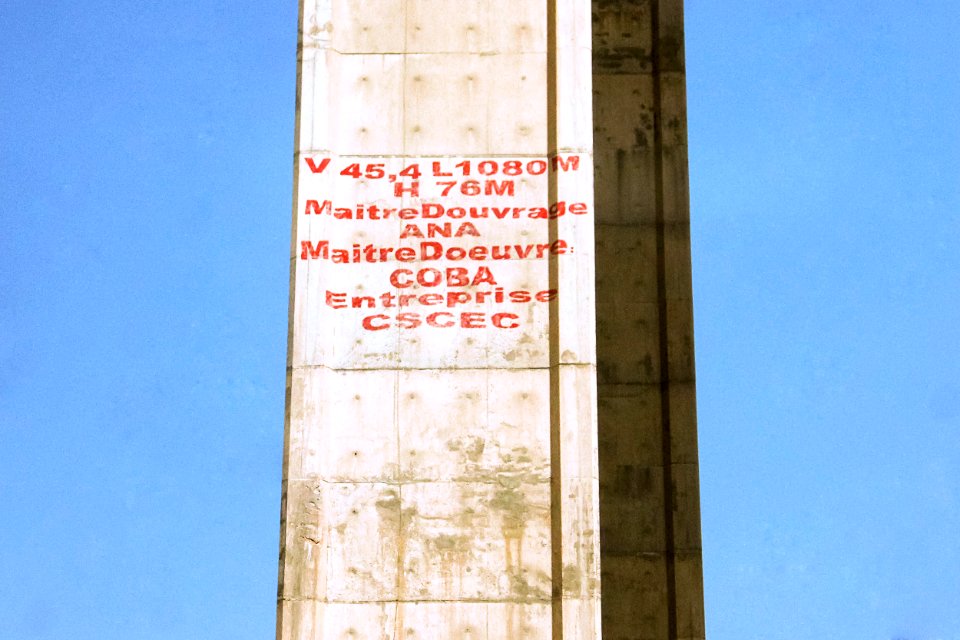 V 45,4 L1080M
H 76M
MaitreDouvrage
ANA
MaitreDoeuvre:
COBA
Entreprise
CSCEC